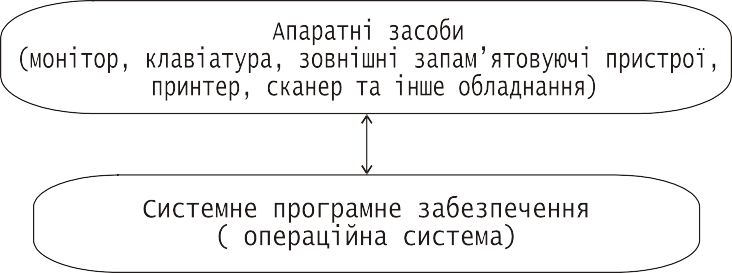 Апаратні засоби
(монітор, клавіатура, зовнішні запам’ятовуючі пристрої,
принтер, сканер та інше обладнання)
Системне програмне забезпечення
( операційна система)